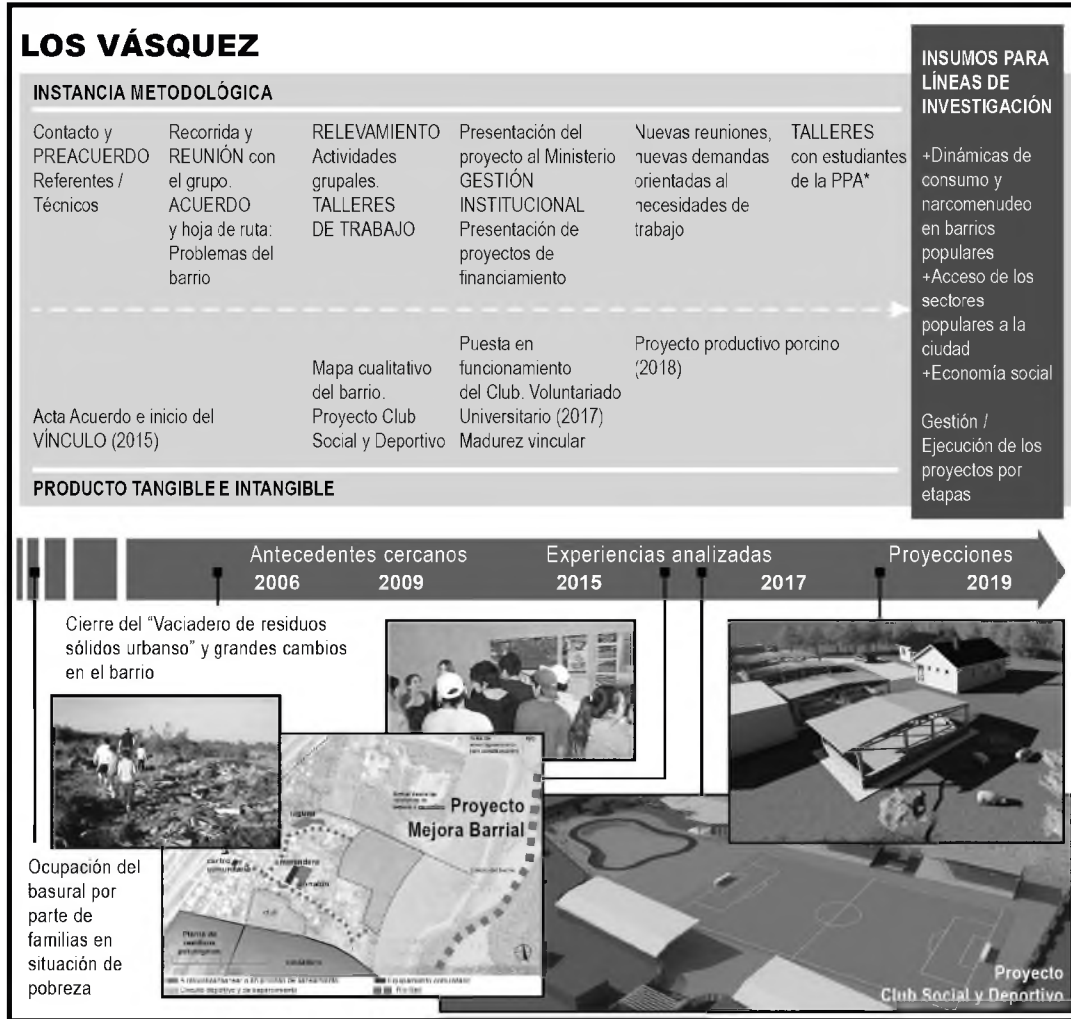 LOS VÁSQUEZ
INSTANCIA METODOLÓGICA
Contacto y
PREACUERDO
Referentes /
Técnicos
Recorrida y
REUNIÓN con
el grupo.
ACUERDO
y hoja de ruta:
Problemas del
barrio
RELEVAMIENTO
Actividades
grupales.
TALLERES
DE TRABAJO
Presentación del
proyecto al Ministerio
GESTIÓN
INSTITUCIONAL
Presentación de
proyectos de
financiamiento
Nuevas reuniones,
nuevas demandas
orientadas al
necesidades de
trabajo
TALLERES
con estudiantes
de la PPA*
Acta Acuerdo e inicio del
VÍNCULO (2015)
Mapa cualitativo
del barrio.
Proyecto Club
Social y Deportivo
Puesta en
funcionamiento
del Club. Voluntariado
Universitario (2017)
Madurez vincular
Proyecto productivo porcino
(2018)
PRODUCTO TANGIBLE E INTANGIBLE
INSUMOS PARA
LÍNEAS DE
INVESTIGACIÓN
+Dinámicas de
consumo y
narcomenudeo
en barrios
populares
+Acceso de los
sectores
populares a la
ciudad
+Economía social
Gestión /
Ejecución de los
proyectos por
etapas
Antecedentes cercanos
2006 2009
Experiencias analizadas
2015 2017
Proyecciones
2019
Cierre del "Vaciadero de residuos
sólidos urbanso" y grandes cambios
en el barrio
Ocupación del
basural por
parte de
familias en
situación de
pobreza
Proyecto
Mejora Barrial
club
Planta de
residuos
Proyecto
Club Social y Deportivo